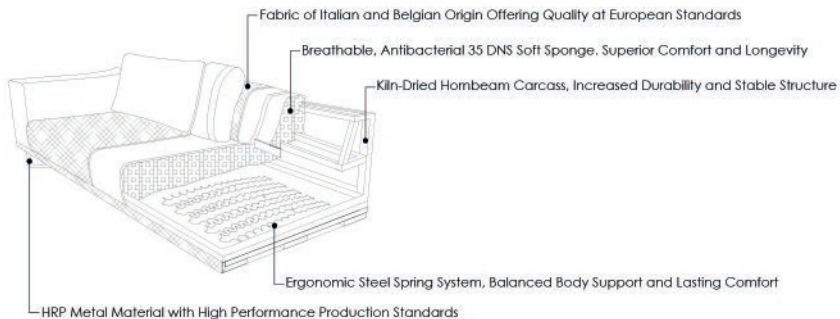 Fabric of Italian and Belgian Origin Offering Quality at European Standards
Breathable, Antibacterial 35 DNS Soft Sponge. Superior Comfort and Longevity
Kiln-Dried Hornbeam Carcass, Increased Durability and Stable Structure
Ergonomic Steel Spring System, Balanced Body Support and Lasting Comfort
HRP Metal Material with High Performance Production Standards